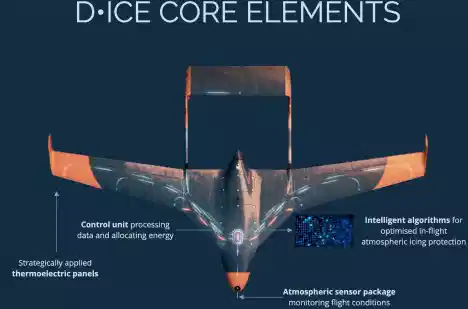 D•ICE CORE ELEMENTS
Control unit processing
data and allocating energy
Intelligent algorithms for
optimised in-flight
atmospheric icing protection
Strategically applied
thermoelectric panels
Atmospheric sensor package
monitoring flight conditions